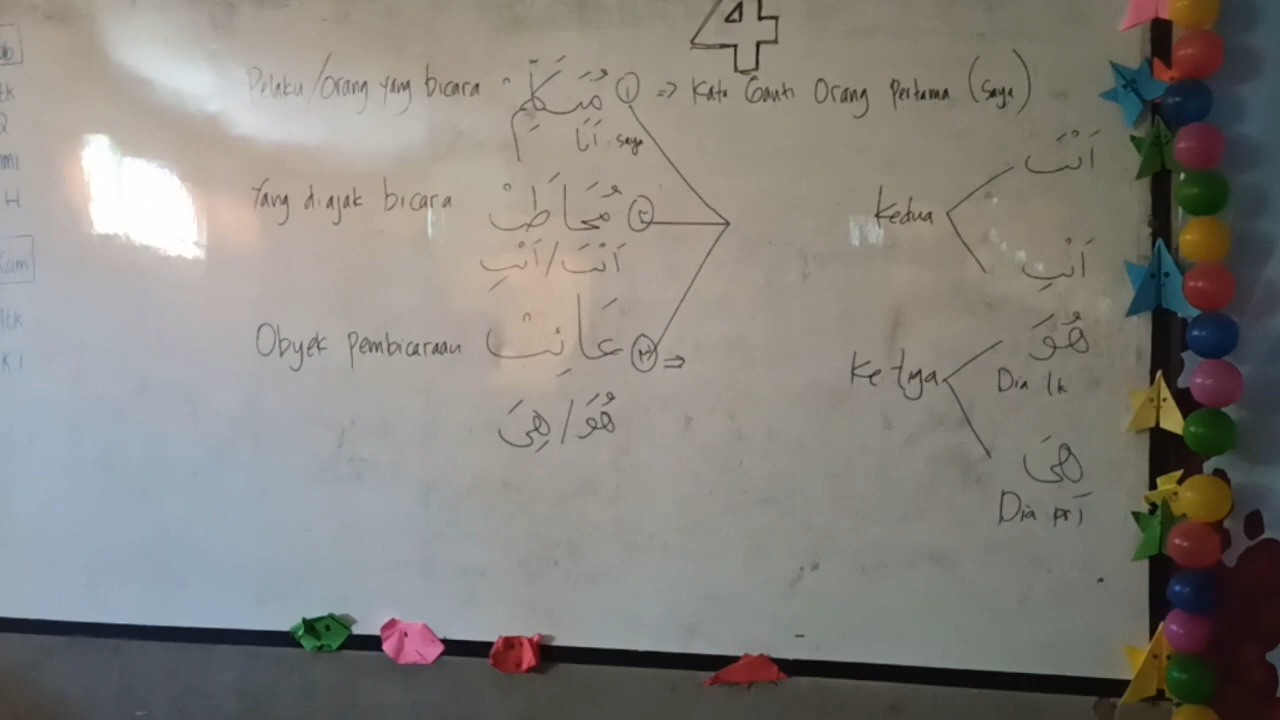 4
Pelaku/Orang yang bicara مُتَكَلِّمْ ① => Kata Ganti Orang Pertama (Saya)
اَنَا saya
Yang diajak bicara مُخَاطَبْ ②
اَنْتَ/اَنْتِ
Kedua
اَنْتَ
اَنْتِ
Obyek pembicaraan غَائِبْ ③ =>
هُوَ/هِيَ
Ketiga
هُوَ
Dia lk
هِيَ
Dia pr